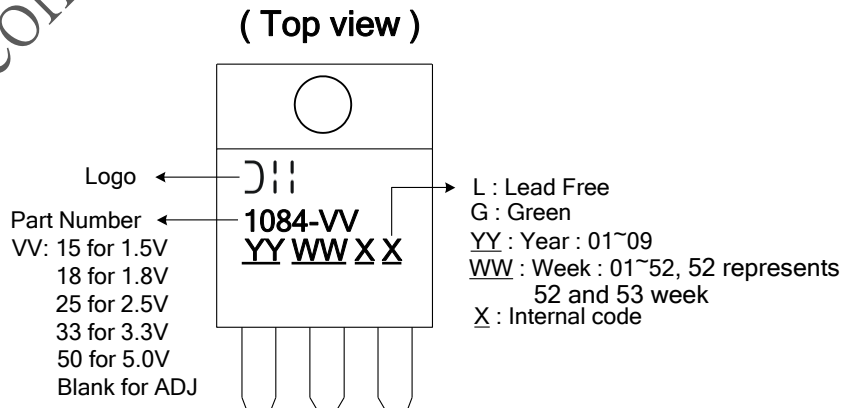 ( Top view )
Logo
1084-VV
YY WW X X
Part Number
VV: 15 for 1.5V
18 for 1.8V
25 for 2.5V
33 for 3.3V
50 for 5.0V
Blank for ADJ
L : Lead Free
G : Green
YY : Year : 01~09
WW : Week : 01~52, 52 represents
52 and 53 week
X : Internal code